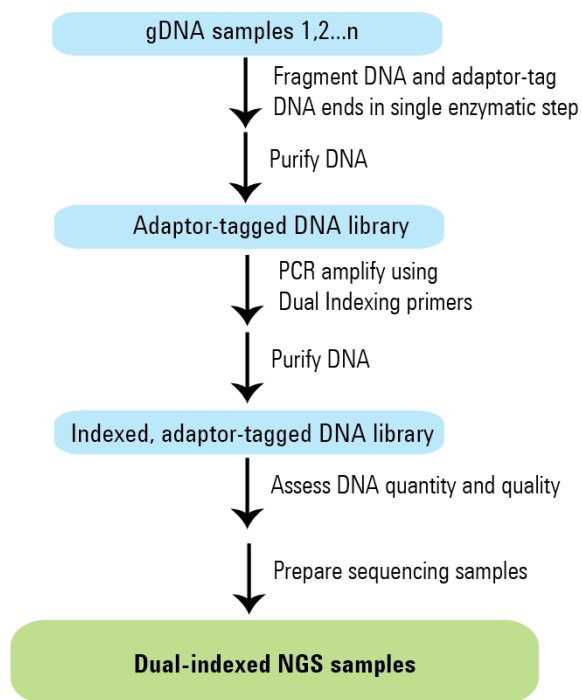 gDNA samples 1,2...n
Fragment DNA and adaptor-tag
DNA ends in single enzymatic step
Purify DNA
Adaptor-tagged DNA library
PCR amplify using
Dual Indexing primers
Purify DNA
Indexed, adaptor-tagged DNA library
Assess DNA quantity and quality
Prepare sequencing samples
Dual-indexed NGS samples